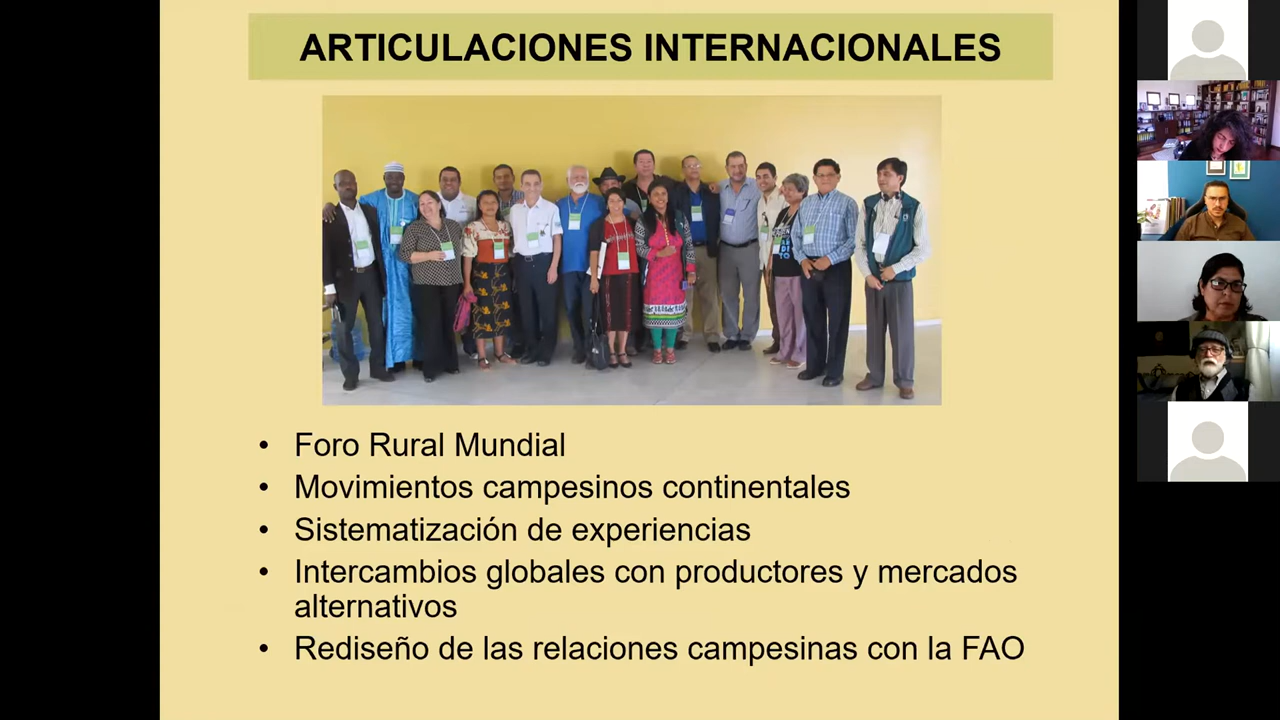 ARTICULACIONES INTERNACIONALES
• Foro Rural Mundial
• Movimientos campesinos continentales
• Sistematización de experiencias
• Intercambios globales con productores y mercados
alternativos
• Rediseño de las relaciones campesinas con la FAO